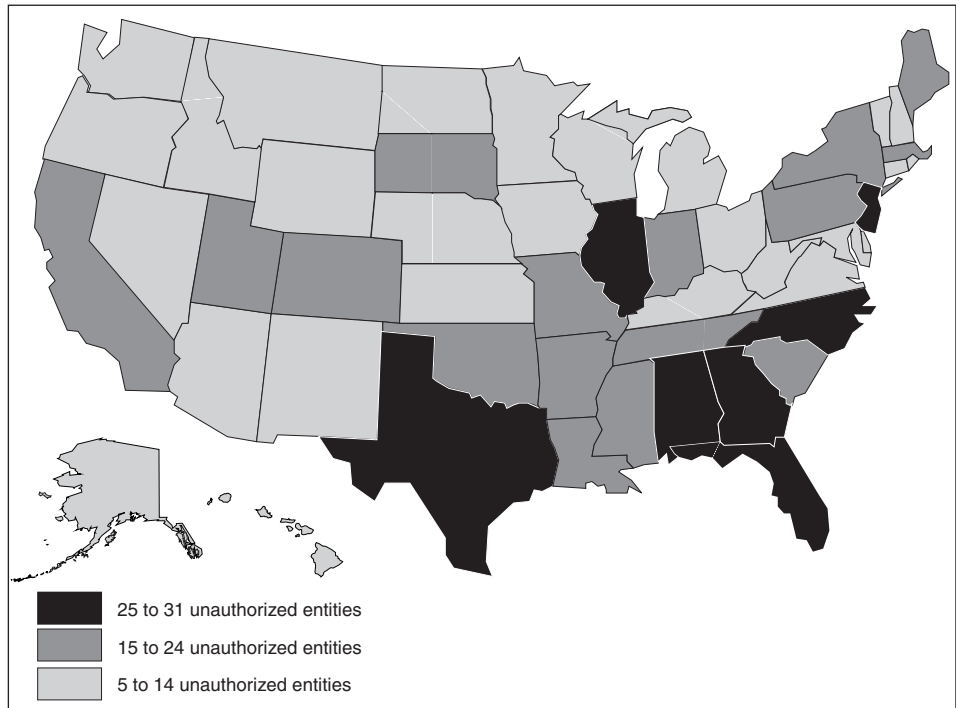 25 to 31 unauthorized entities
15 to 24 unauthorized entities
5 to 14 unauthorized entities